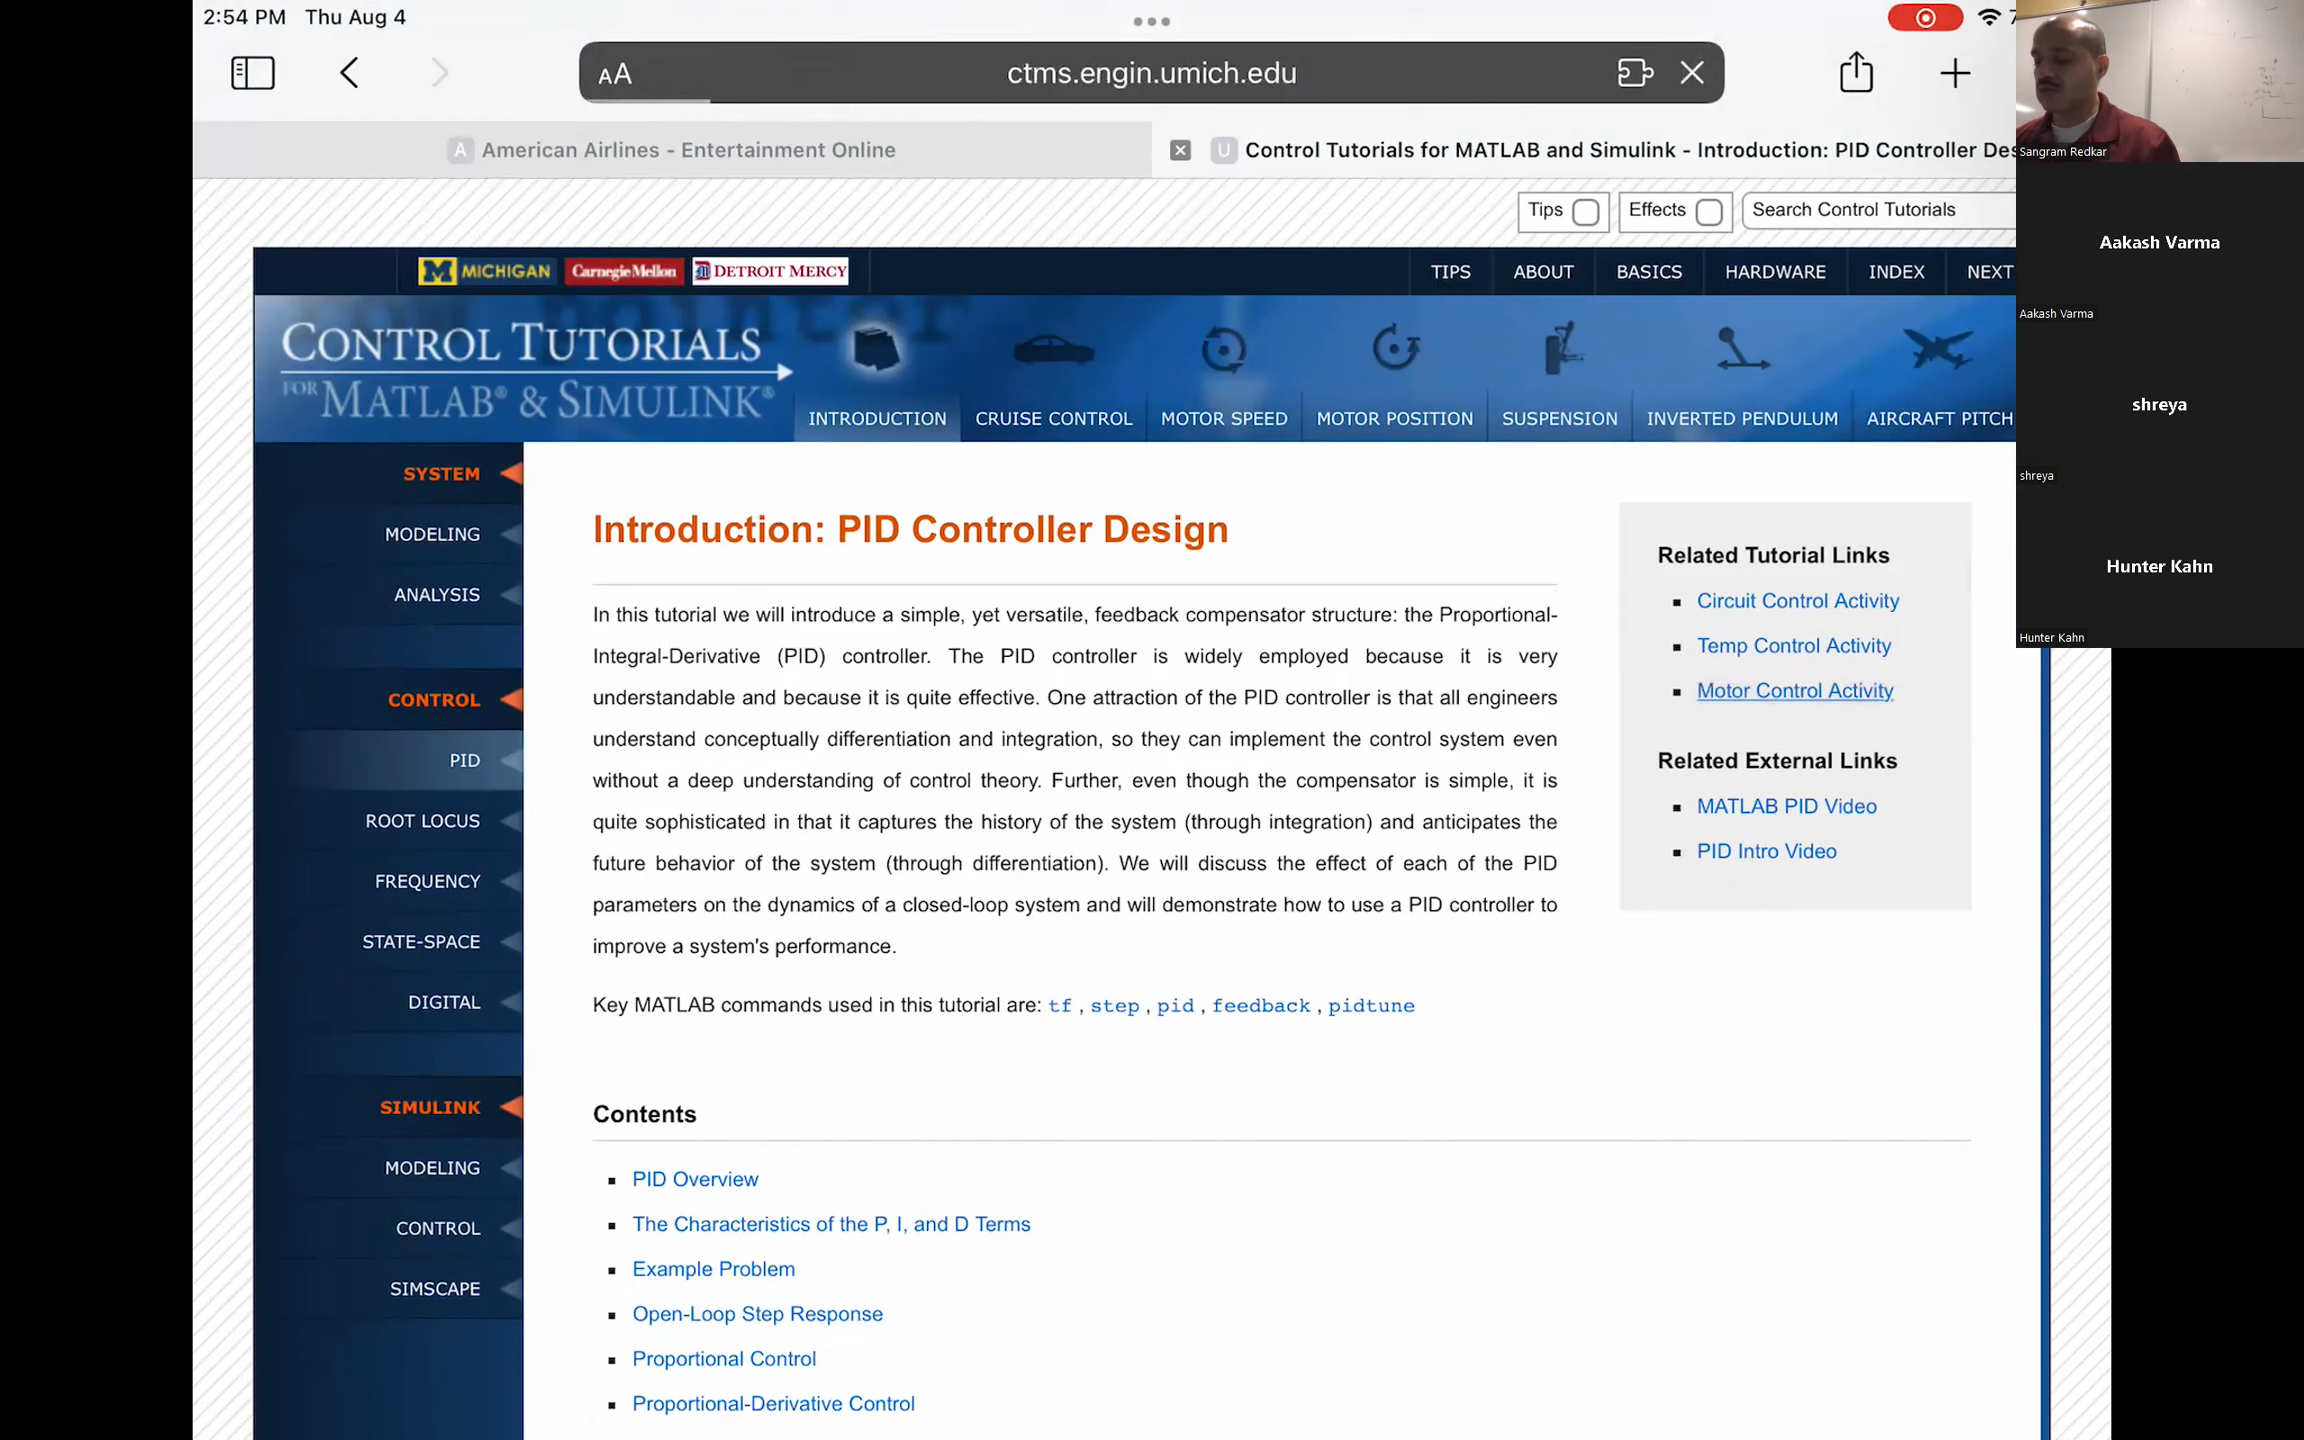 2:54 PM Thu Aug 4
AA
ctms.engin.umich.edu
A American Airlines - Entertainment Online
U Control Tutorials for MATLAB and Simulink - Introduction: PID Controller Des
Tips
Effects
Search Control Tutorials
M MICHIGAN
Carnegie Mellon
DETROIT MERCY
TIPS
ABOUT
BASICS
HARDWARE
INDEX
NEXT
CONTROL TUTORIALS
FOR MATLAB® & SIMULINK®
INTRODUCTION
CRUISE CONTROL
MOTOR SPEED
MOTOR POSITION
SUSPENSION
INVERTED PENDULUM
AIRCRAFT PITCH
SYSTEM
MODELING
ANALYSIS
CONTROL
PID
ROOT LOCUS
FREQUENCY
STATE-SPACE
DIGITAL
SIMULINK
MODELING
CONTROL
SIMSCAPE
Introduction: PID Controller Design
In this tutorial we will introduce a simple, yet versatile, feedback compensator structure: the Proportional-
Integral-Derivative (PID) controller. The PID controller is widely employed because it is very
understandable and because it is quite effective. One attraction of the PID controller is that all engineers
understand conceptually differentiation and integration, so they can implement the control system even
without a deep understanding of control theory. Further, even though the compensator is simple, it is
quite sophisticated in that it captures the history of the system (through integration) and anticipates the
future behavior of the system (through differentiation). We will discuss the effect of each of the PID
parameters on the dynamics of a closed-loop system and will demonstrate how to use a PID controller to
improve a system's performance.
Key MATLAB commands used in this tutorial are: tf , step , pid , feedback , pidtune
Contents
PID Overview
The Characteristics of the P, I, and D Terms
Example Problem
Open-Loop Step Response
Proportional Control
Proportional-Derivative Control
Related Tutorial Links
Circuit Control Activity
Temp Control Activity
Motor Control Activity
Related External Links
MATLAB PID Video
PID Intro Video
Sangram Redkar
Aakash Varma
Aakash Varma
shreya
shreya
Hunter Kahn
Hunter Kahn